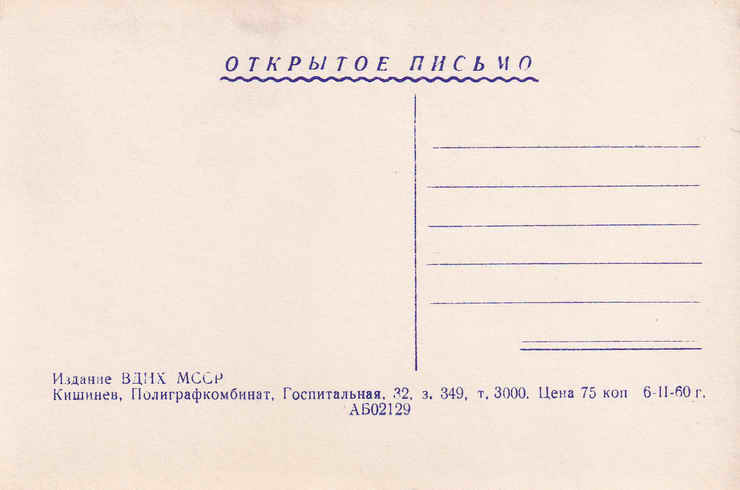 ОТКРЫТОЕ ПИСЬМО
Издание ВДНХ МССР
Кишинев, Полиграфкомбинат, Госпитальная, 32, з. 349, т. 3000. Цена 75 коп 6-II-60 г.
АБ02129